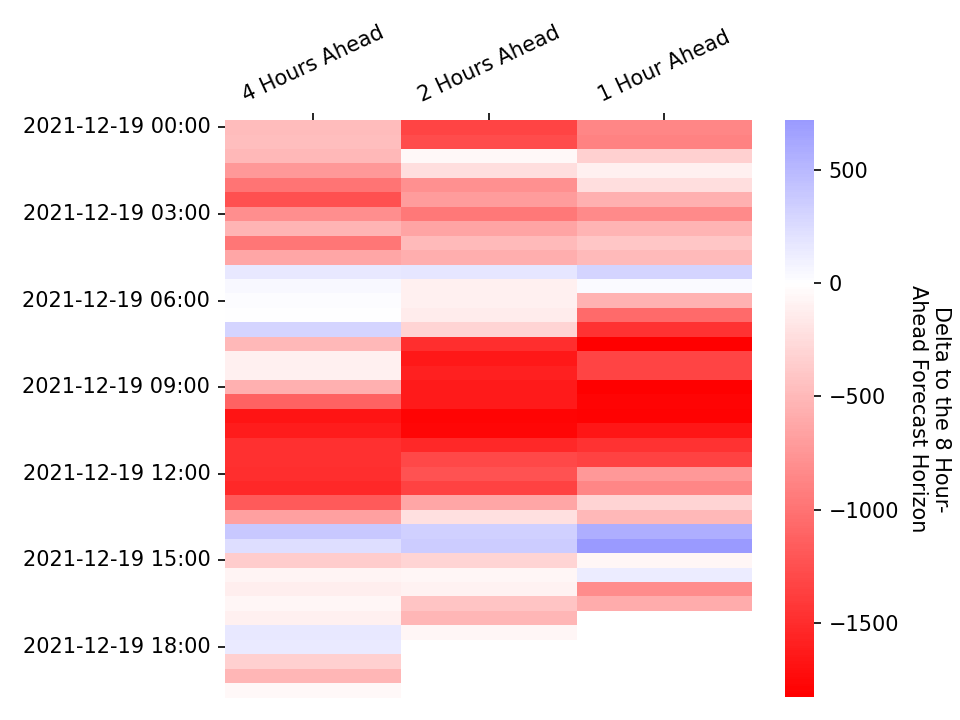 4 Hours Ahead
2 Hours Ahead
1 Hour Ahead
2021-12-19 00:00
2021-12-19 03:00
2021-12-19 06:00
2021-12-19 09:00
2021-12-19 12:00
2021-12-19 15:00
2021-12-19 18:00
500
0
−500
−1000
−1500
Delta to the 8 Hour-
Ahead Forecast Horizon